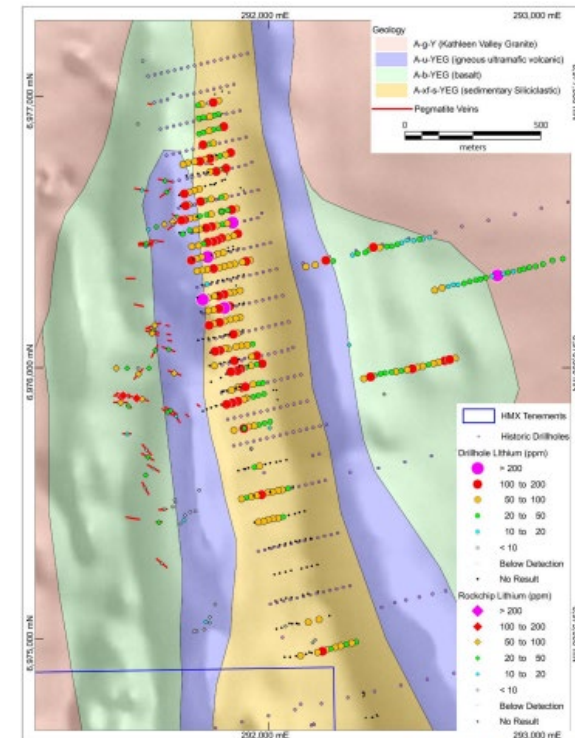 292,000 mE
293,000 mE
Geology
A-g-Y (Kathleen Valley Granite)
A-u-YEG (igneous ultramafic volcanic)
A-b-YEG (basalt)
A-xf-s-YEG (sedimentary Siliciclastic)
Pegmatite Veins
0 500
meters
6,977,000 mN
6,976,000 mN
HMX Tenements
Historic Drillholes
Drillhole Lithium (ppm)
> 200
100 to 200
50 to 100
20 to 50
10 to 20
< 10
Below Detection
No Result
Rockchip Lithium (ppm)
> 200
100 to 200
50 to 100
20 to 50
10 to 20
< 10
Below Detection
No Result
6,975,000 mN
292,000 mE
293,000 mE